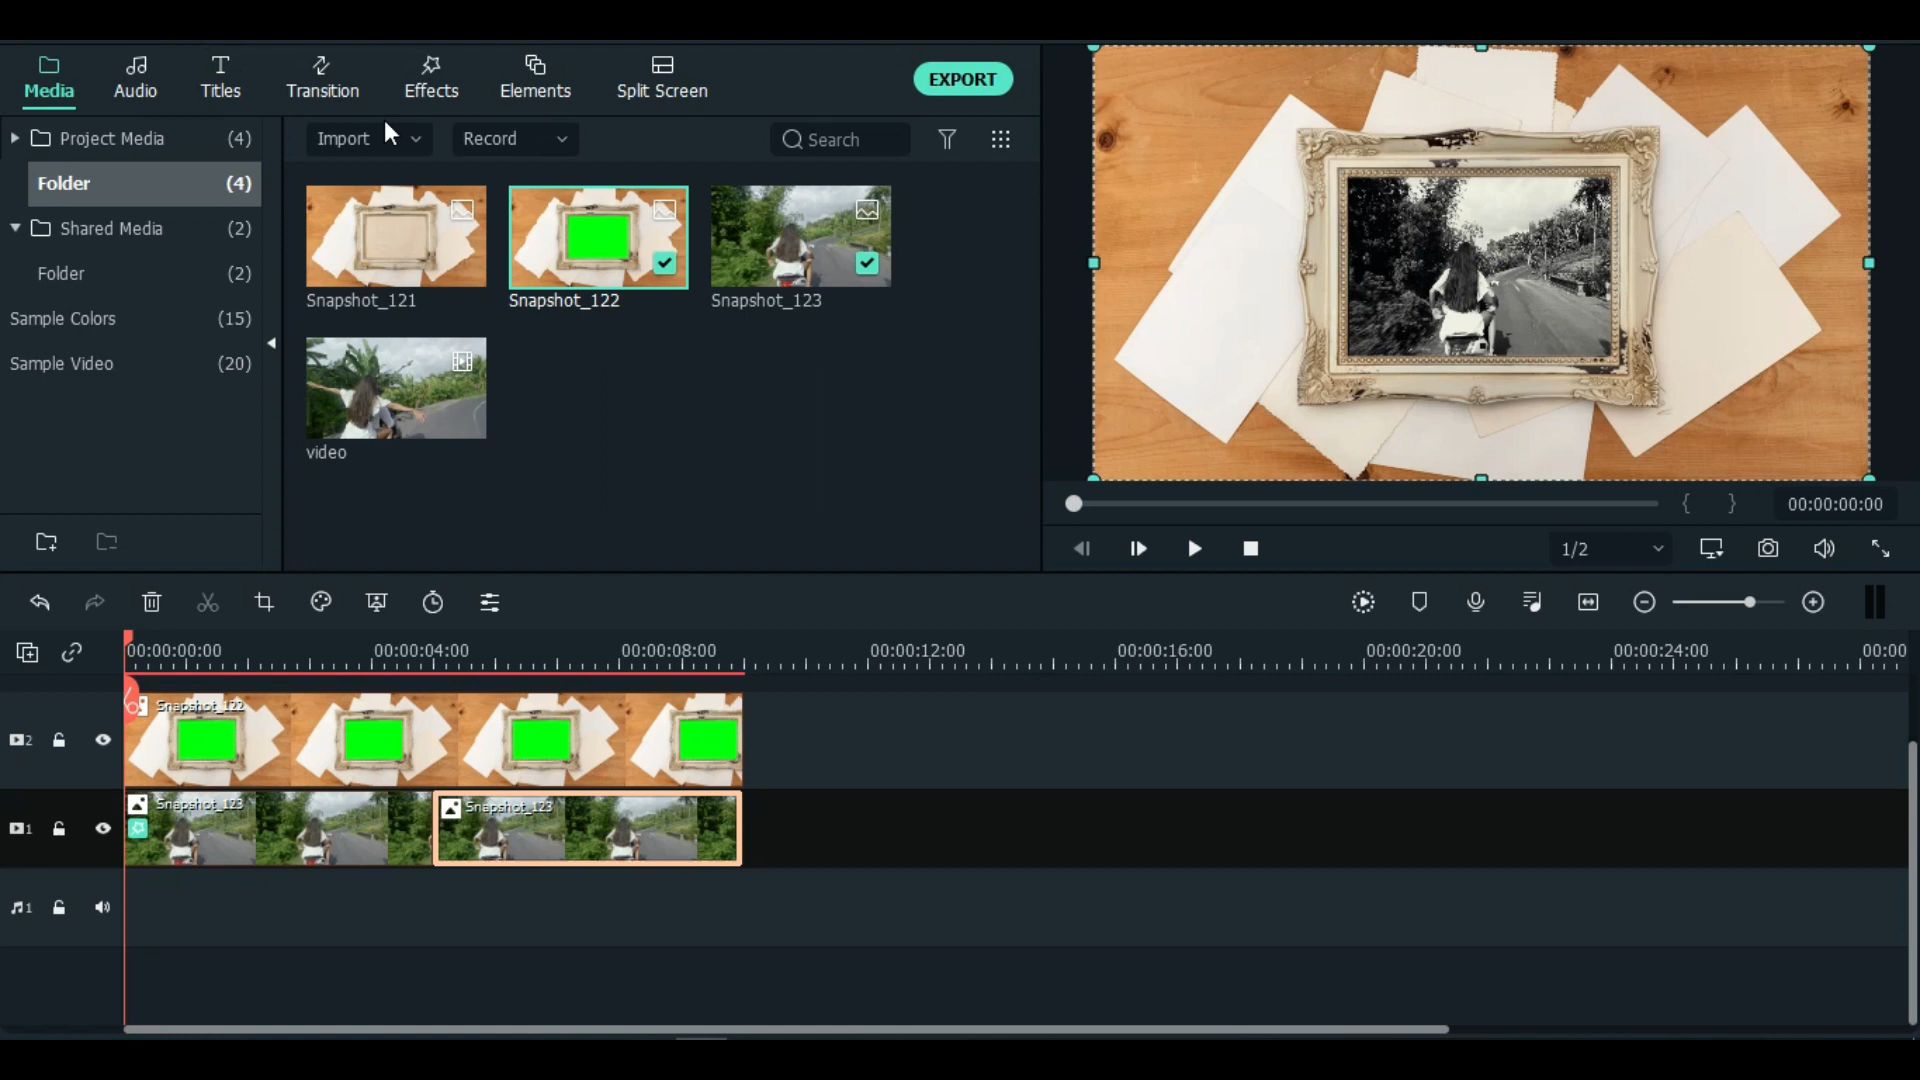 Media
Audio
Titles
Transition
Effects
Elements
Split Screen
EXPORT
Project Media (4)
Folder (4)
Shared Media (2)
Folder (2)
Sample Colors (15)
Sample Video (20)
Import
Record
Search
Snapshot_121
Snapshot_122
Snapshot_123
video
{ }
00:00:00:00
1/2
00:00:00:00
00:00:04:00
00:00:08:00
00:00:12:00
00:00:16:00
00:00:20:00
00:00:24:00
00:00
2
Snapshot_122
1
Snapshot_123
Snapshot_123
1